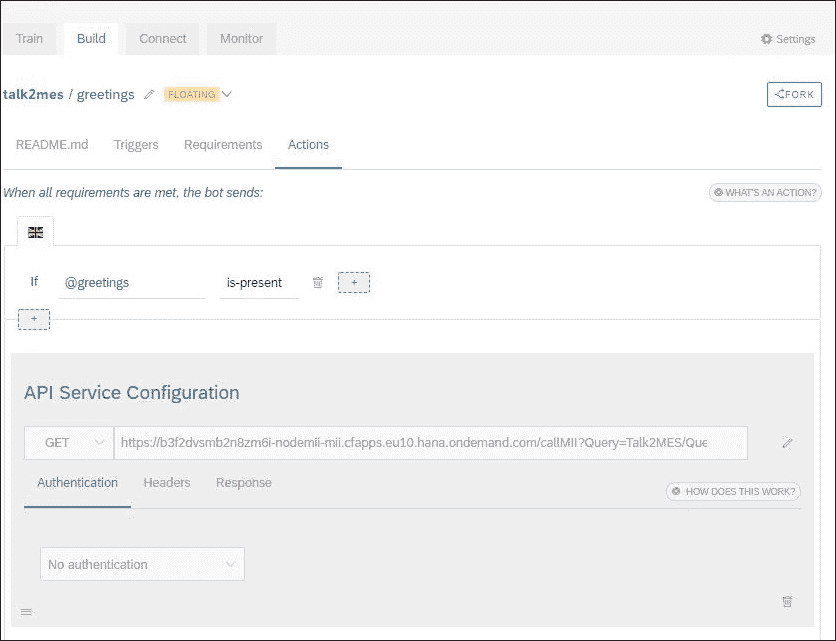 Train Build Connect Monitor Settings
talk2mes / greetings FLOATING FORK
README.md Triggers Requirements Actions
When all requirements are met, the bot sends: WHAT'S AN ACTION?
If @greetings is-present +
+
API Service Configuration
GET https://b3f2dvsmb2n8zm6i-nodemii-mii.cfapps.eu10.hana.ondemand.com/callMII?Query=Talk2MES/Que
Authentication Headers Response HOW DOES THIS WORK?
No authentication